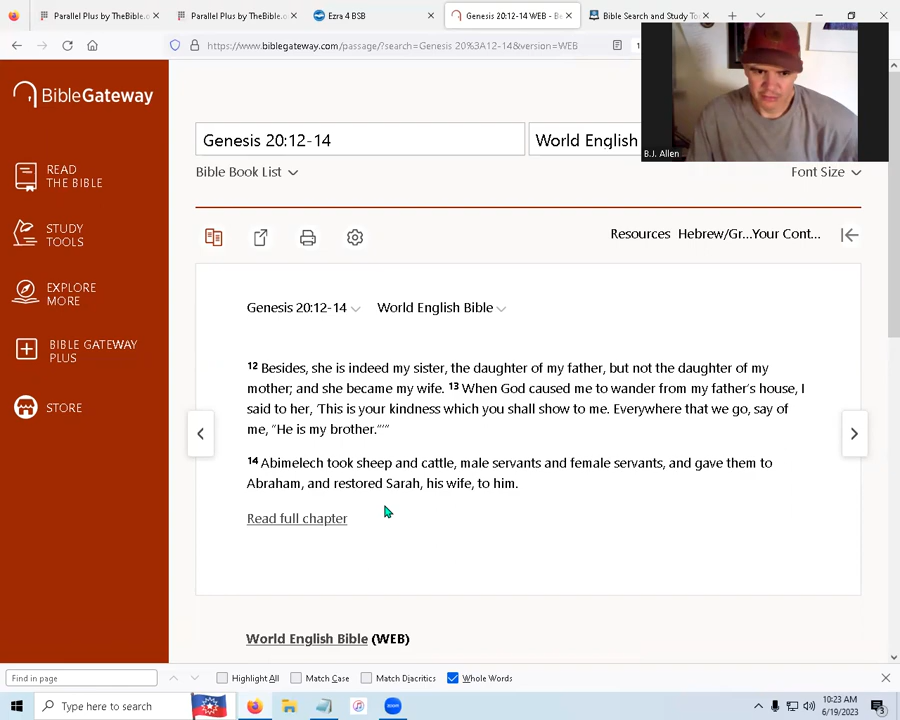 Parallel Plus by TheBible.o
Parallel Plus by TheBible.o
Ezra 4 BSB
Genesis 20:12-14 WEB - Be
Bible Search and Study To
https://www.biblegateway.com/passage/?search=Genesis 20%3A12-14&version=WEB
BibleGateway
READ
THE BIBLE
STUDY
TOOLS
EXPLORE
MORE
BIBLE GATEWAY
PLUS
STORE
B.J. Allen
Genesis 20:12-14
World English
Bible Book List
Font Size
Resources Hebrew/Gr...Your Cont...
Genesis 20:12-14 World English Bible
12 Besides, she is indeed my sister, the daughter of my father, but not the daughter of my
mother; and she became my wife. 13 When God caused me to wander from my father's house, I
said to her, 'This is your kindness which you shall show to me. Everywhere that we go, say of
me, "He is my brother."'"
14 Abimelech took sheep and cattle, male servants and female servants, and gave them to
Abraham, and restored Sarah, his wife, to him.
Read full chapter
World English Bible (WEB)
Find in page
Highlight All
Match Case
Match Diacritics
Whole Words
Type here to search
10:23 AM
6/19/2023
3